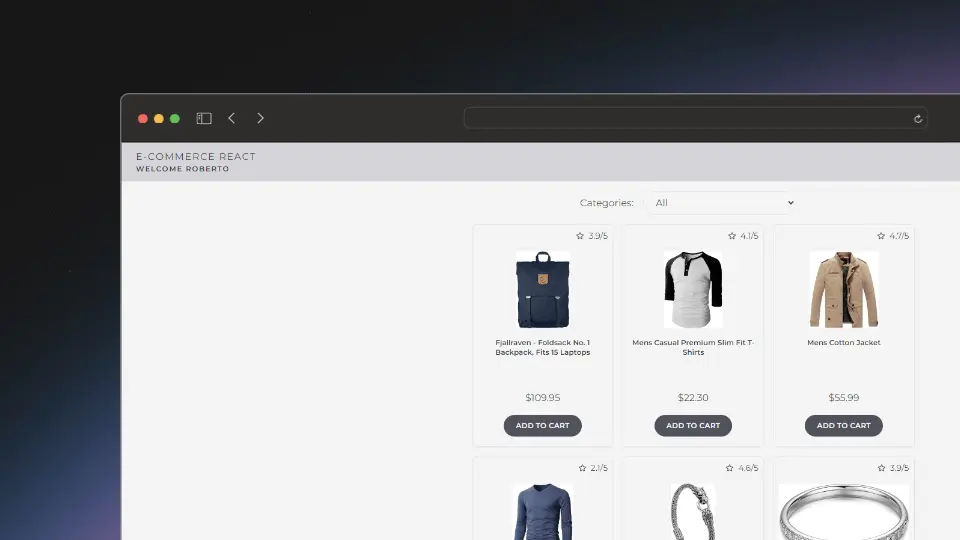 E-COMMERCE REACT
WELCOME ROBERTO
Categories: All
3.9/5
4.1/5
4.7/5
Fjallraven - Foldsack No. 1
Backpack, Fits 15 Laptops
Mens Casual Premium Slim Fit T-
Shirts
Mens Cotton Jacket
$109.95
$22.30
$55.99
ADD TO CART
ADD TO CART
ADD TO CART
2.1/5
4.6/5
3.9/5